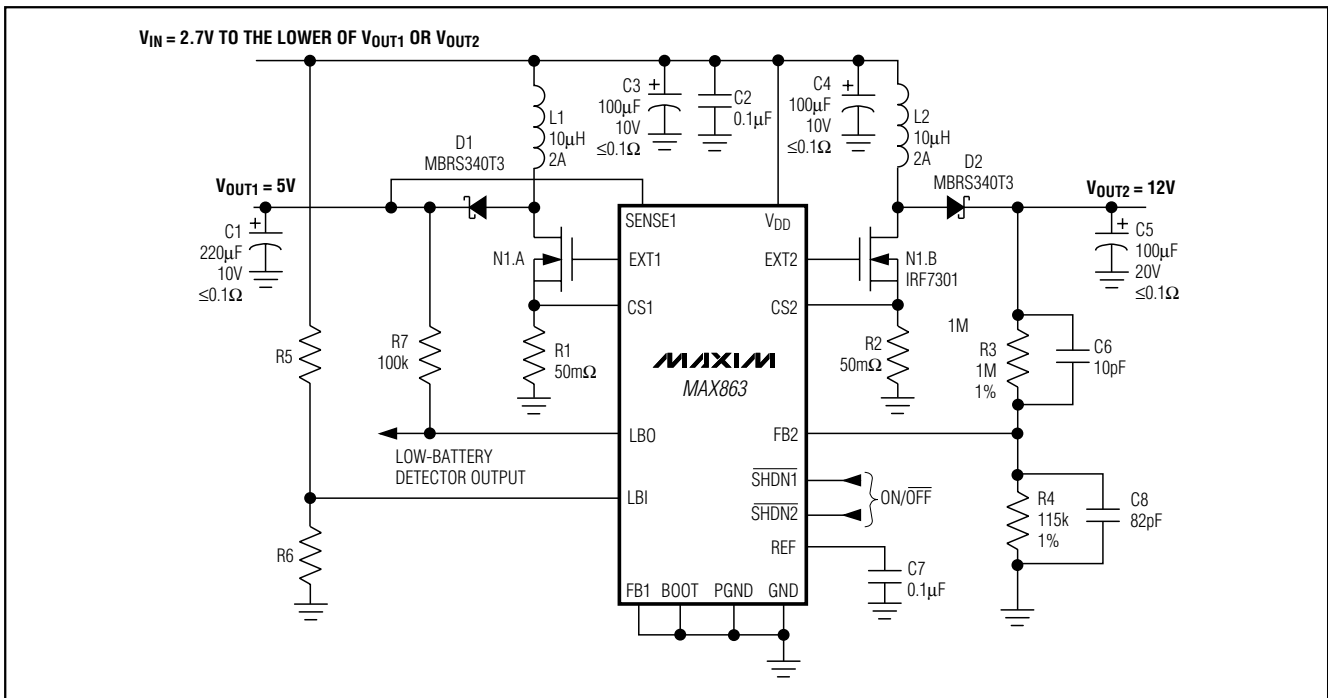 VIN = 2.7V TO THE LOWER OF VOUT1 OR VOUT2
C3
100µF
10V
≤0.1Ω
C2
0.1µF
C4
100µF
10V
≤0.1Ω
L1
10µH
2A
L2
10µH
2A
D1
MBRS340T3
D2
MBRS340T3
VOUT1 = 5V
VOUT2 = 12V
C1
220µF
10V
≤0.1Ω
C5
100µF
20V
≤0.1Ω
SENSE1
VDD
N1.A
EXT1
EXT2
N1.B
IRF7301
CS1
CS2
R5
R7
100k
R1
50mΩ
MAXIM
MAX863
R2
50mΩ
1M
R3
1M
1%
C6
10pF
LBO
FB2
LOW-BATTERY
DETECTOR OUTPUT
SHDN1
SHDN2
ON/OFF
LBI
R4
115k
1%
C8
82pF
R6
REF
C7
0.1µF
FB1 BOOT PGND GND
+
+
+
+